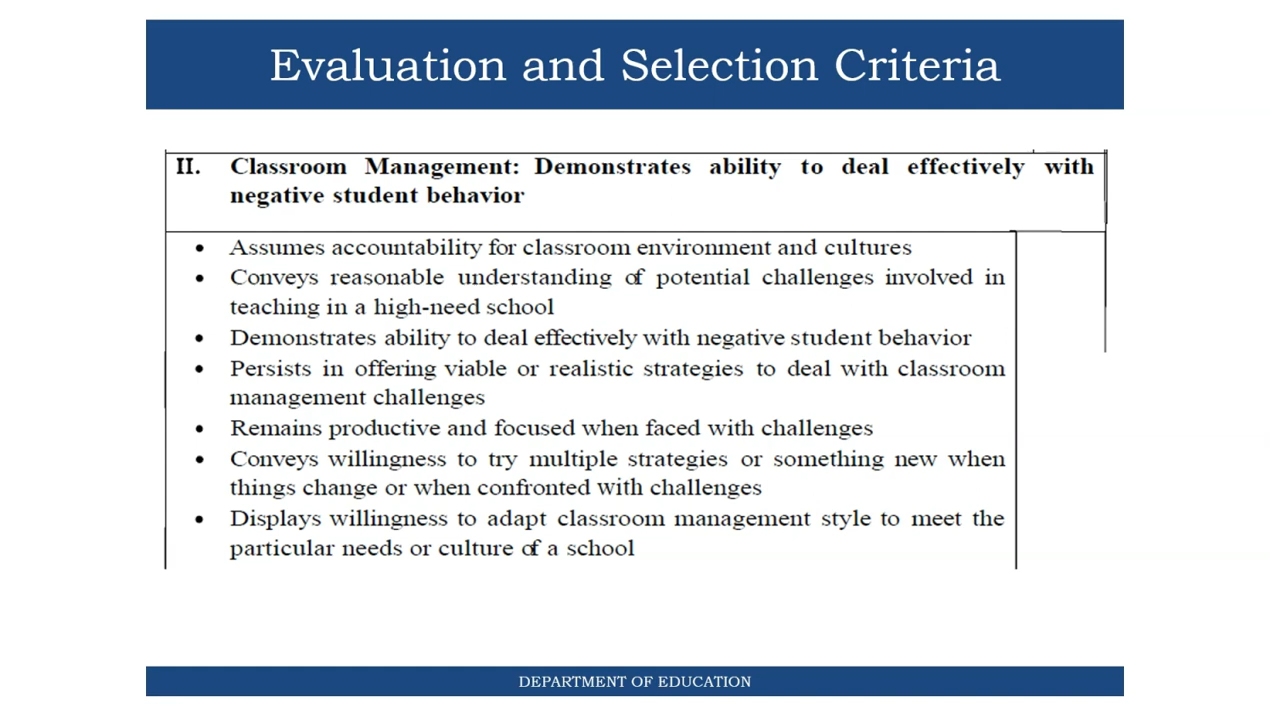 Evaluation and Selection Criteria
II. Classroom Management: Demonstrates ability to deal effectively with
negative student behavior
• Assumes accountability for classroom environment and cultures
• Conveys reasonable understanding of potential challenges involved in
teaching in a high-need school
• Demonstrates ability to deal effectively with negative student behavior
• Persists in offering viable or realistic strategies to deal with classroom
management challenges
• Remains productive and focused when faced with challenges
• Conveys willingness to try multiple strategies or something new when
things change or when confronted with challenges
• Displays willingness to adapt classroom management style to meet the
particular needs or culture of a school
DEPARTMENT OF EDUCATION